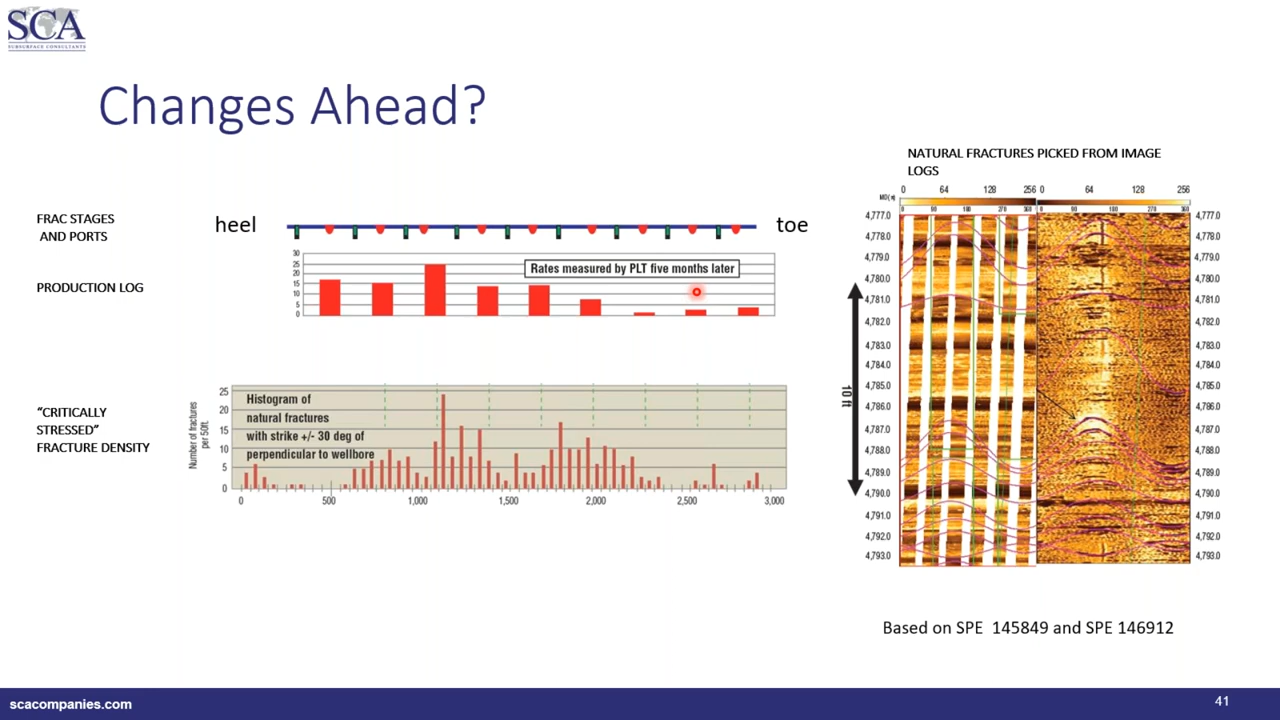 SCA
SUBSURFACE CONSULTANTS
Changes Ahead?
FRAC STAGES
AND PORTS
heel
toe
PRODUCTION LOG
30
25
20
15
10
5
0
Rates measured by PLT five months later
"CRITICALLY
STRESSED"
FRACTURE DENSITY
Number of fractures
per 50ft.
25
20
15
10
5
0
Histogram of
natural fractures
with strike +/- 30 deg of
perpendicular to wellbore
0 500 1,000 1,500 2,000 2,500 3,000
NATURAL FRACTURES PICKED FROM IMAGE
LOGS
0 64 128 256 0 64 128 256
0 90 180 270 360 0 90 180 270 360
4,777.0 4,777.0
4,778.0 4,778.0
4,779.0 4,779.0
4,780.0 4,780.0
4,781.0 4,781.0
4,782.0 4,782.0
4,783.0 4,783.0
4,784.0 4,784.0
4,785.0 4,785.0
4,786.0 4,786.0
4,787.0 4,787.0
4,788.0 4,788.0
4,789.0 4,789.0
4,790.0 4,790.0
4,791.0 4,791.0
4,792.0 4,792.0
4,793.0 4,793.0
10 ft
Based on SPE 145849 and SPE 146912
scacompanies.com
41